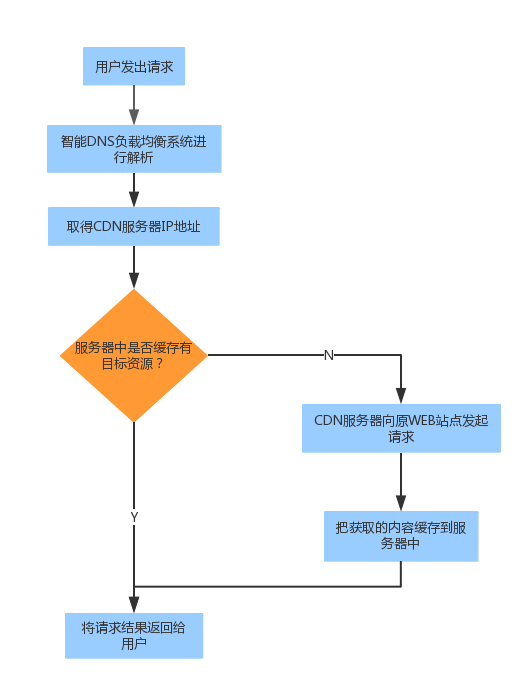 用户发出请求
智能DNS负载均衡系统进
行解析
取得CDN服务器IP地址
服务器中是否缓存有
目标资源？
N
CDN服务器向原WEB站点发起
请求
Y
把获取的内容缓存到服
务器中
将请求结果返回给
用户